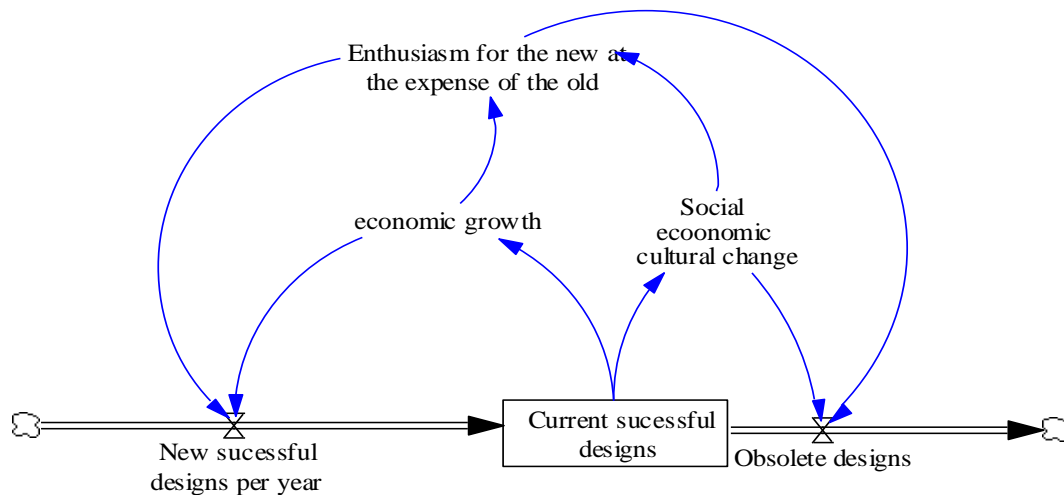 Enthusiasm for the new at
the expense of the old
economic growth
Social
ecoonomic
cultural change
Current sucessful
designs
New sucessful
designs per year
Obsolete designs